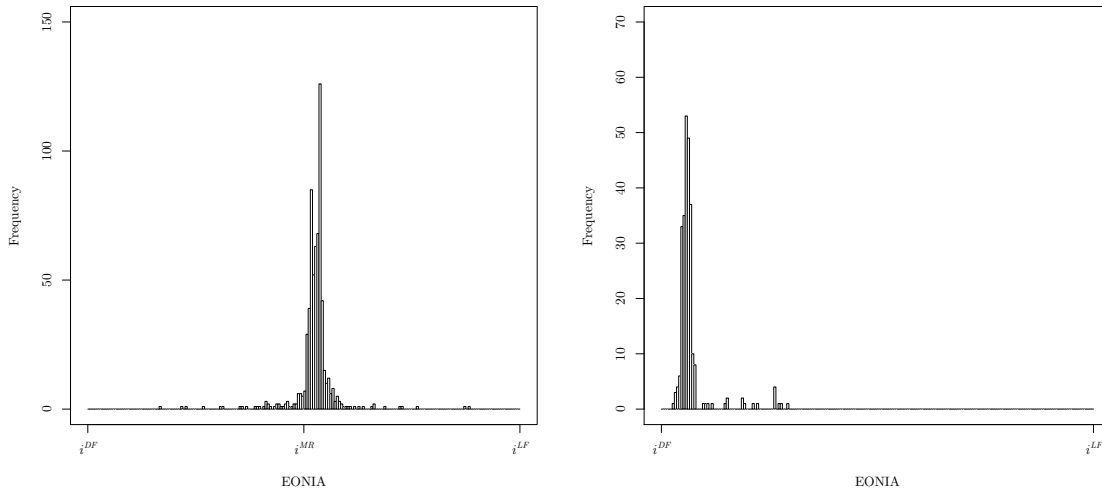 150
100
50
0
Frequency
i^{DF}
i^{MR}
i^{LF}
EONIA
70
60
50
40
30
20
10
0
Frequency
i^{DF}
i^{LF}
EONIA